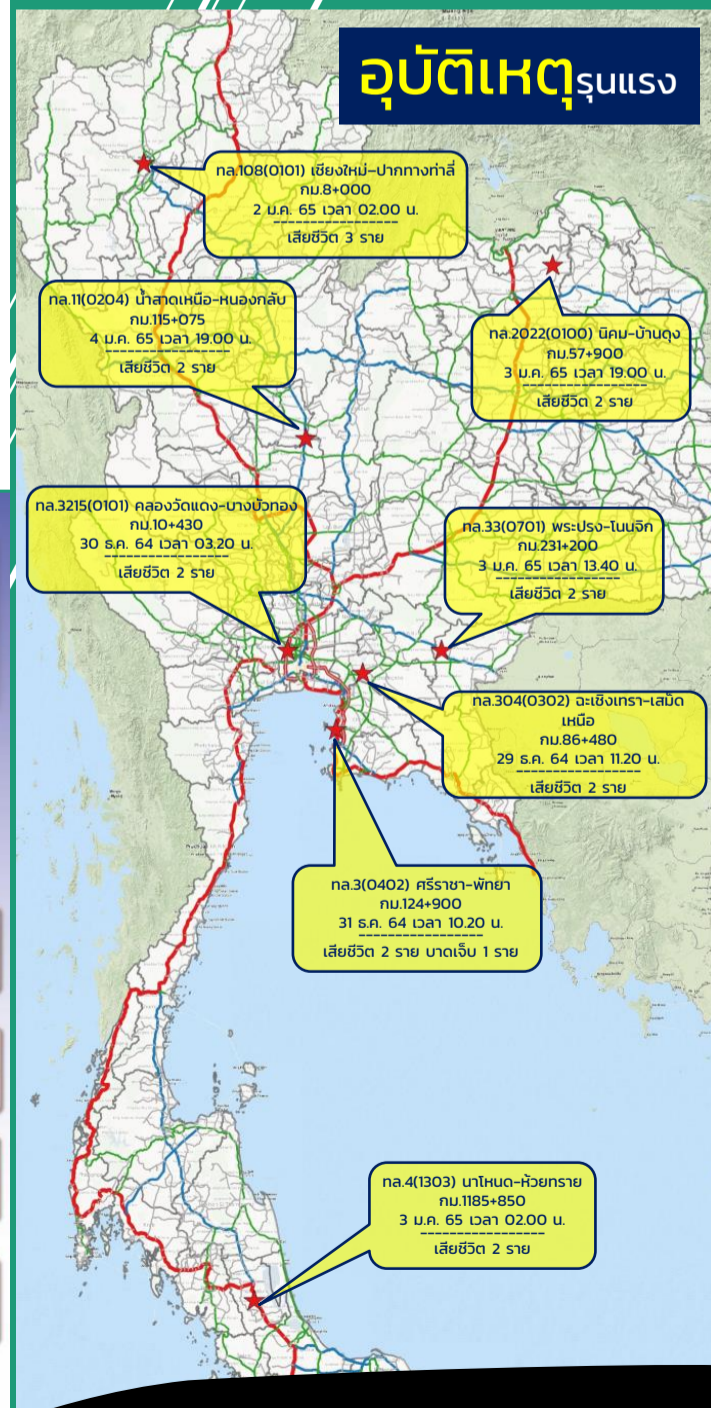 อุบัติเหตุรุนแรง
ทล.108(0101) เชียงใหม่-ปากทางท่าลี่
กม.8+000
2 ม.ค. 65 เวลา 02.00 น.
-----------------
เสียชีวิต 3 ราย
ทล.11(0204) น้ำสาดเหนือ-หนองกลับ
กม.115+075
4 ม.ค. 65 เวลา 19.00 น.
-----------------
เสียชีวิต 2 ราย
ทล.2022(0100) นิคม-บ้านดุง
กม.57+900
3 ม.ค. 65 เวลา 19.00 น.
-----------------
เสียชีวิต 2 ราย
ทล.3215(0101) คลองวัดแดง-บางบัวทอง
กม.10+430
30 ธ.ค. 64 เวลา 03.20 น.
-----------------
เสียชีวิต 2 ราย
ทล.33(0701) พระปรง-โนนจิก
กม.231+200
3 ม.ค. 65 เวลา 13.40 น.
-----------------
เสียชีวิต 2 ราย
ทล.304(0302) ฉะเชิงเทรา-เสม็ด
เหนือ
กม.86+480
29 ธ.ค. 64 เวลา 11.20 น.
-----------------
เสียชีวิต 2 ราย
ทล.3(0402) ศรีราชา-พัทยา
กม.124+900
31 ธ.ค. 64 เวลา 10.20 น.
-----------------
เสียชีวิต 2 ราย บาดเจ็บ 1 ราย
ทล.4(1303) นาโหนด-ห้วยทราย
กม.1185+850
3 ม.ค. 65 เวลา 02.00 น.
-----------------
เสียชีวิต 2 ราย